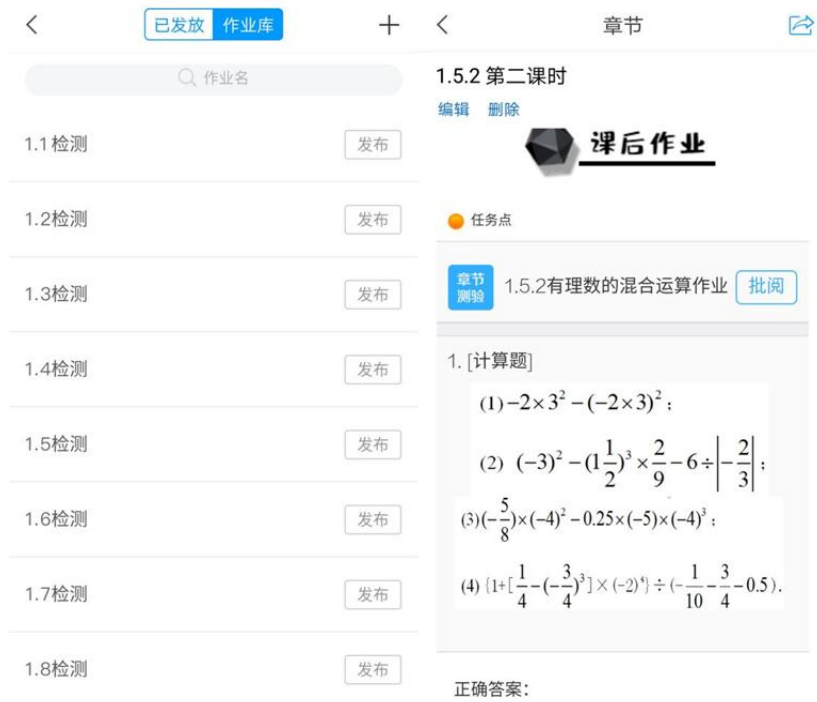 已发放 作业库
作业名
1.1检测 发布
1.2检测 发布
1.3检测 发布
1.4检测 发布
1.5检测 发布
1.6检测 发布
1.7检测 发布
1.8检测 发布
章节
1.5.2 第二课时
编辑 删除
课后作业
任务点
章节
测验
1.5.2有理数的混合运算作业 批阅
1. [计算题]
(1) −2×3²−(−2×3)²;
(2) (−3)²−(1 1/2)³×2/9−6÷|−2/3|;
(3)(−5/8)×(−4)²−0.25×(−5)×(−4)³;
(4) {1+[1/4−(−3/4)³]×(−2)⁴}÷(−1/10−3/4−0.5).
正确答案: